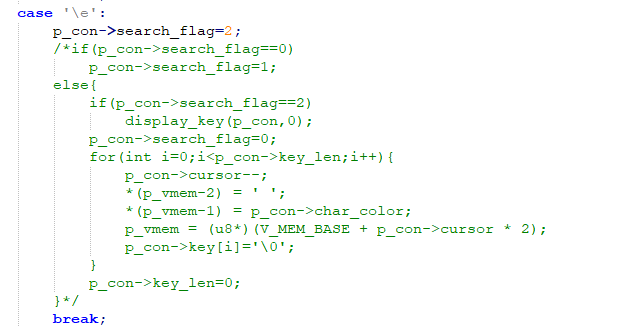 case '\e':
p_con->search_flag=2;
/*if(p_con->search_flag==0)
p_con->search_flag=1;
else{
if(p_con->search_flag==2)
display_key(p_con,0);
p_con->search_flag=0;
for(int i=0;i<p_con->key_len;i++){
p_con->cursor--;
*(p_vmem-2) = ' ';
*(p_vmem-1) = p_con->char_color;
p_vmem = (u8*)(V_MEM_BASE + p_con->cursor * 2);
p_con->key[i]='\0';
}
p_con->key_len=0;
}*/
break;